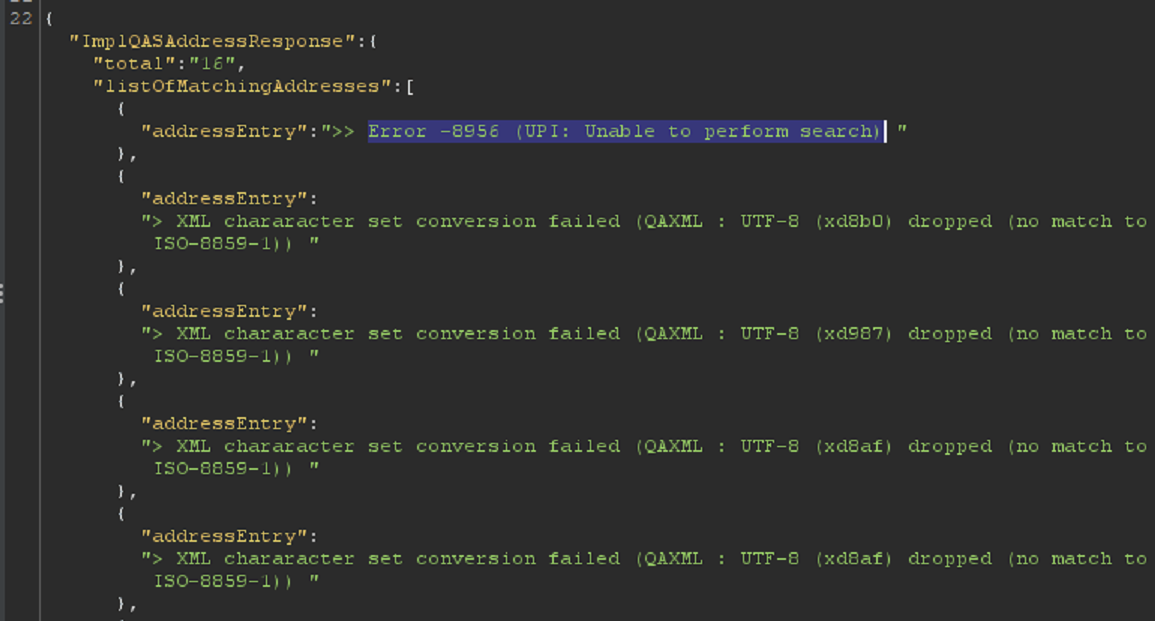 22 {
"ImplQASAddressResponse":{
"total":"16",
"listOfMatchingAddresses":[
{
"addressEntry":">> Error -8956 (UPI: Unable to perform search) "
},
{
"addressEntry":
"> XML chararacter set conversion failed (QAXML : UTF-8 (xd8b0) dropped (no match to
ISO-8859-1)) "
},
{
"addressEntry":
"> XML chararacter set conversion failed (QAXML : UTF-8 (xd987) dropped (no match to
ISO-8859-1)) "
},
{
"addressEntry":
"> XML chararacter set conversion failed (QAXML : UTF-8 (xd8af) dropped (no match to
ISO-8859-1)) "
},
{
"addressEntry":
"> XML chararacter set conversion failed (QAXML : UTF-8 (xd8af) dropped (no match to
ISO-8859-1)) "
},